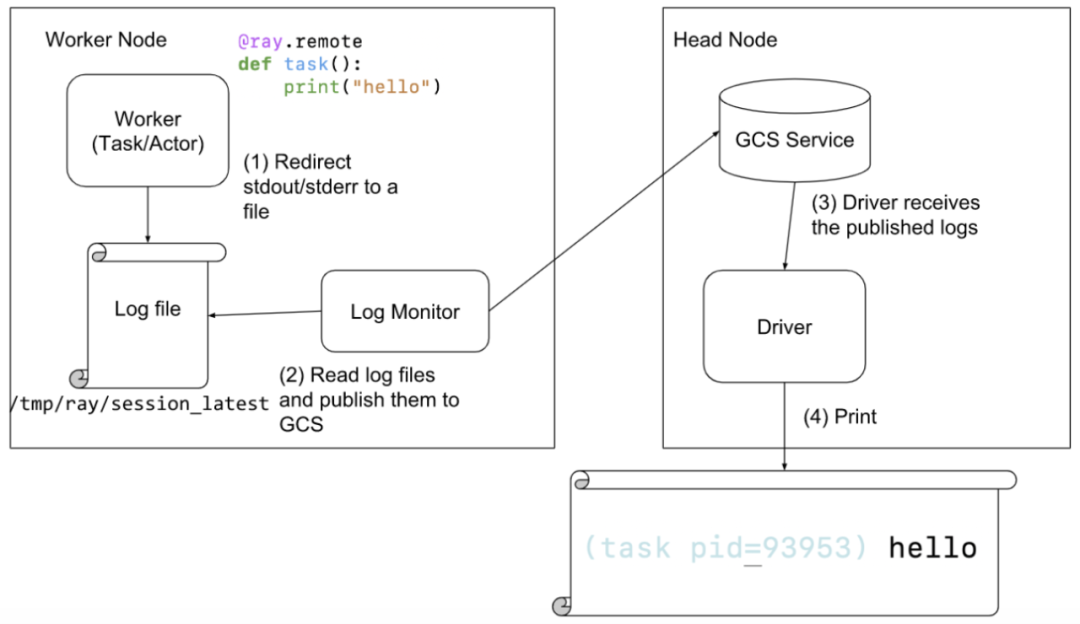 Worker Node
@ray.remote
def task():
    print("hello")
Worker
(Task/Actor)
(1) Redirect
stdout/stderr to a
file
Log file
Log Monitor
/tmp/ray/session_latest
(2) Read log files
and publish them to
GCS
Head Node
GCS Service
(3) Driver receives
the published logs
Driver
(4) Print
(task pid=93953) hello